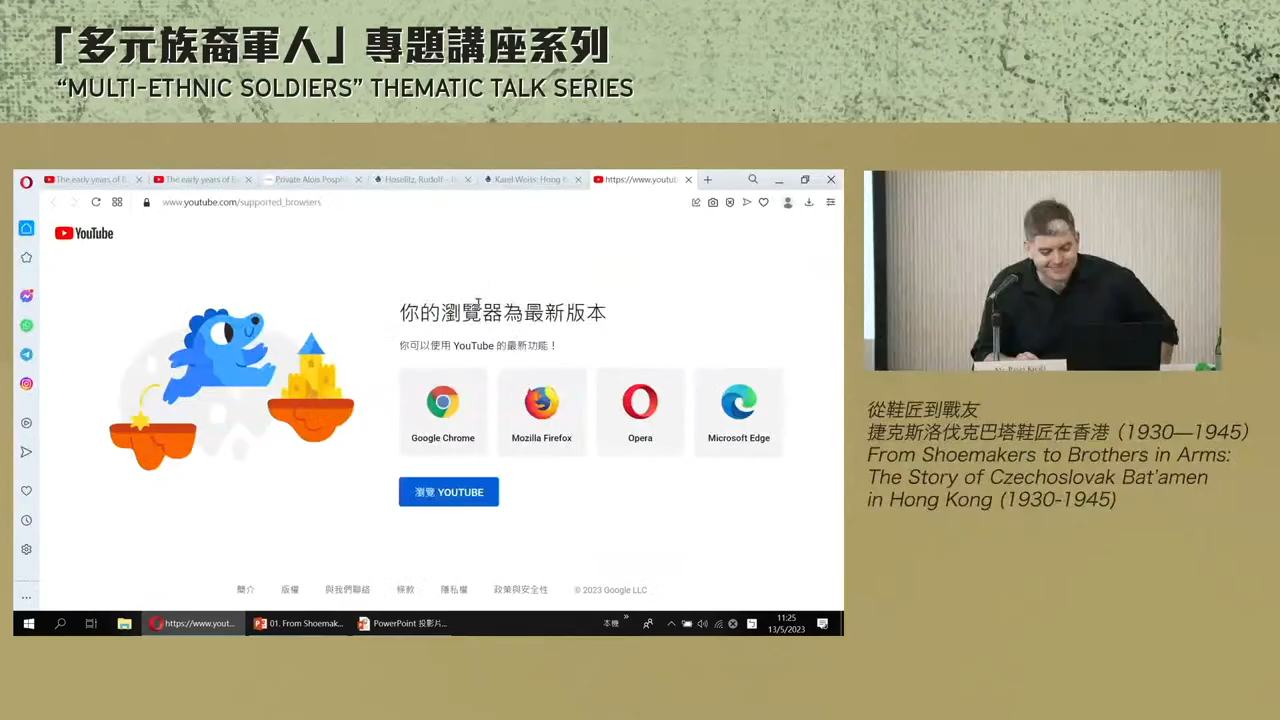 「多元族裔軍人」專題講座系列
“MULTI-ETHNIC SOLDIERS” THEMATIC TALK SERIES
The early years of
The early years of
Private Alois Posp
Haselitz, Rudolf
Karel Weiss: Hong
https://www.youtub
www.youtube.com/supported_browsers
YouTube
你的瀏覽器為最新版本
你可以使用 YouTube 的最新功能！
Google Chrome
Mozilla Firefox
Opera
Microsoft Edge
瀏覽 YOUTUBE
簡介
版權
與我們聯絡
條款
隱私權
政策與安全性
© 2023 Google LLC
https://www.yout...
01. From Shoemak...
PowerPoint 投影片...
本機
11:25
13/5/2023
從鞋匠到戰友
捷克斯洛伐克巴塔鞋匠在香港（1930—1945）
From Shoemakers to Brothers in Arms:
The Story of Czechoslovak Bat’amen
in Hong Kong (1930-1945)